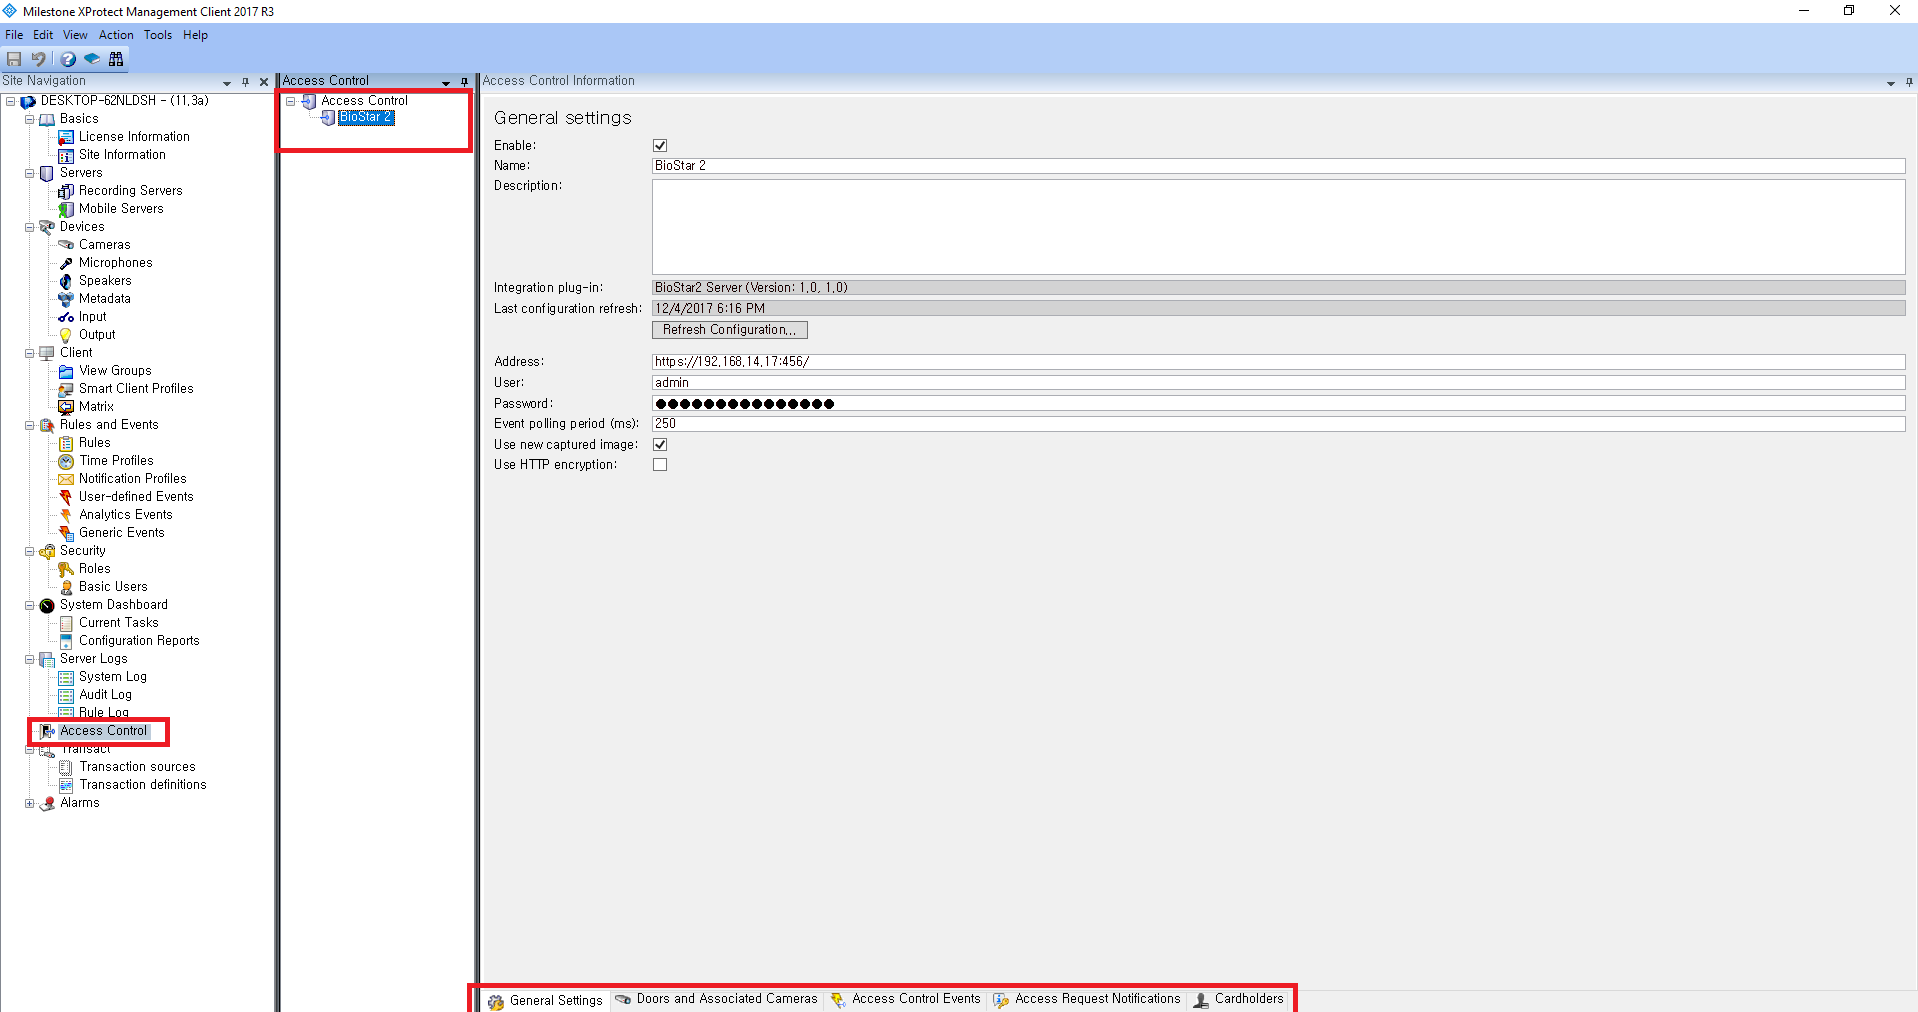 Milestone XProtect Management Client 2017 R3
File Edit View Action Tools Help
Site Navigation
DESKTOP-62NLDSH - (11,3a)
Basics
License Information
Site Information
Servers
Recording Servers
Mobile Servers
Devices
Cameras
Microphones
Speakers
Metadata
Input
Output
Client
View Groups
Smart Client Profiles
Matrix
Rules and Events
Rules
Time Profiles
Notification Profiles
User-defined Events
Analytics Events
Generic Events
Security
Roles
Basic Users
System Dashboard
Current Tasks
Configuration Reports
Server Logs
System Log
Audit Log
Rule Log
Access Control
Transact
Transaction sources
Transaction definitions
Alarms
Access Control
Access Control
BioStar 2
Access Control Information
General settings
Enable:
Name: BioStar 2
Description:
Integration plug-in: BioStar2 Server (Version: 1,0, 1,0)
Last configuration refresh: 12/4/2017 6:16 PM
Refresh Configuration,,,
Address: https://192,168,14,17:456/
User: admin
Password: ●●●●●●●●●●●●●●●
Event polling period (ms): 250
Use new captured image:
Use HTTP encryption:
General Settings Doors and Associated Cameras Access Control Events Access Request Notifications Cardholders